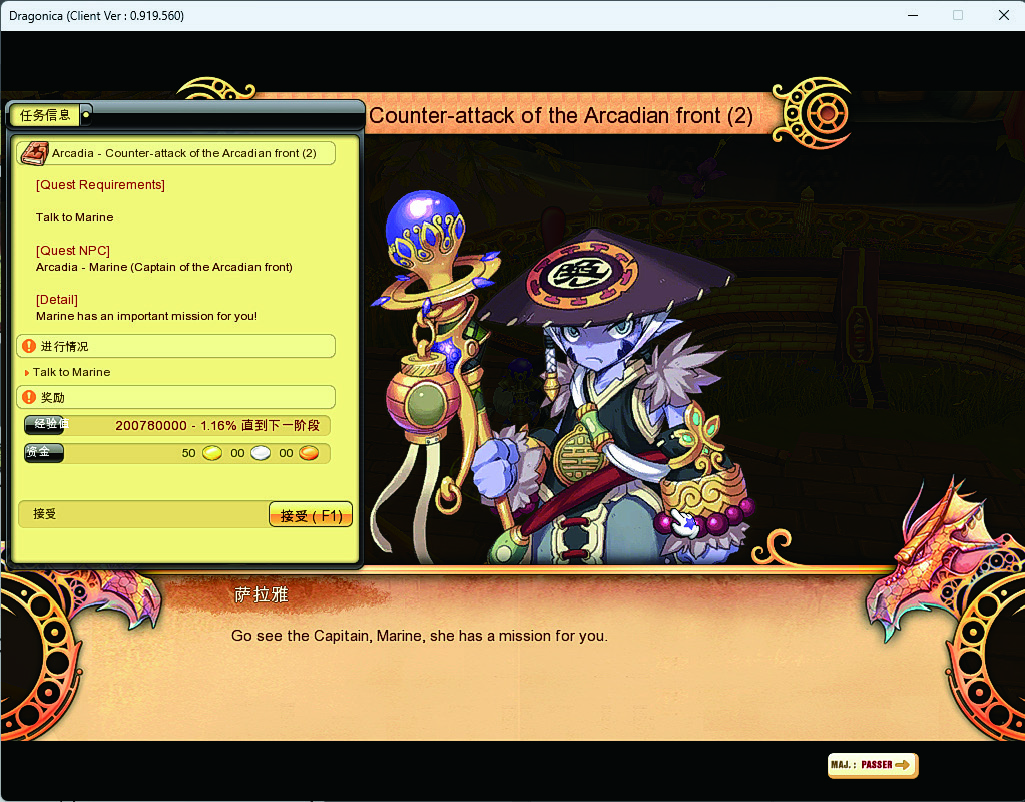 Dragonica (Client Ver : 0.919.560)
Counter-attack of the Arcadian front (2)
任务信息
Arcadia - Counter-attack of the Arcadian front (2)
[Quest Requirements]
Talk to Marine
[Quest NPC]
Arcadia - Marine (Captain of the Arcadian front)
[Detail]
Marine has an important mission for you!
进行情况
Talk to Marine
奖励
经验值 200780000 - 1.16% 直到下一阶段
资金 50 00 00
接受 接受 ( F1)
萨拉雅
Go see the Capitain, Marine, she has a mission for you.
MAJ. : PASSER